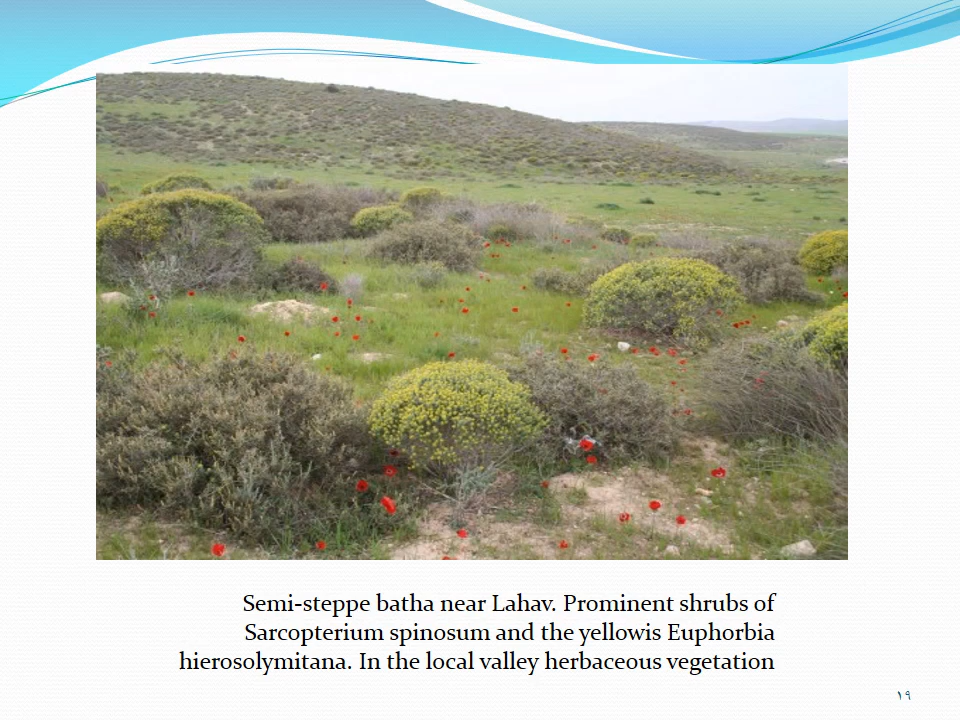 Semi-steppe batha near Lahav. Prominent shrubs of
Sarcopterium spinosum and the yellowis Euphorbia
hierosolymitana. In the local valley herbaceous vegetation
١٩